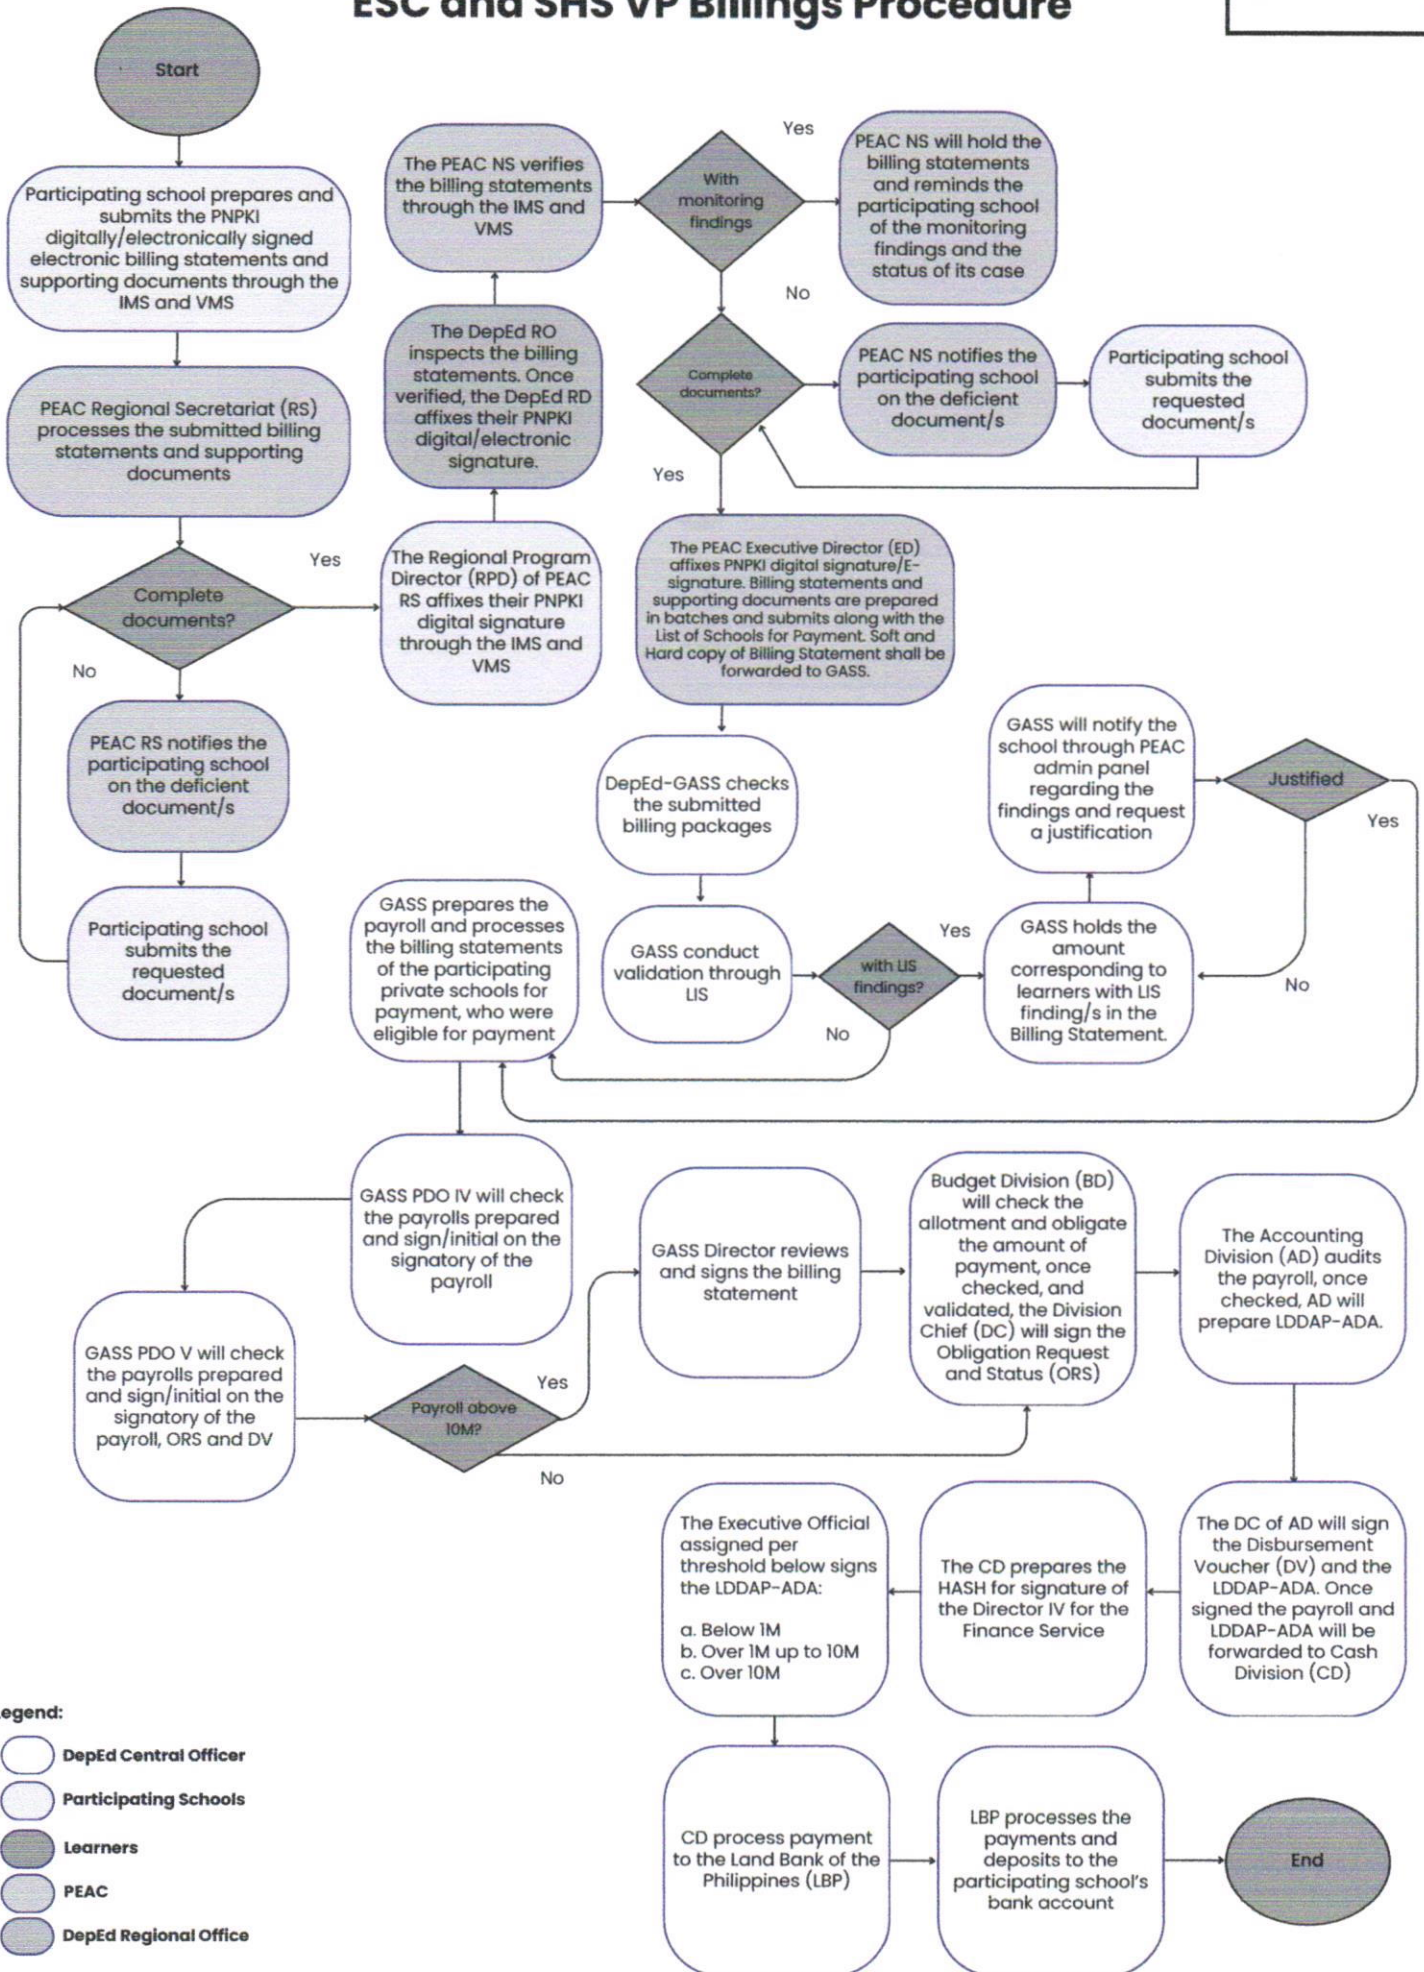 ESC and SHS VP Billings Procedure
Start
Participating school prepares and
submits the PNPKI
digitally/electronically signed
electronic billing statements and
supporting documents through the
IMS and VMS
PEAC Regional Secretariat (RS)
processes the submitted billing
statements and supporting
documents
Complete
documents?
Yes
No
PEAC RS notifies the
participating school
on the deficient
document/s
Participating school
submits the
requested
document/s
The Regional Program
Director (RPD) of PEAC
RS affixes their PNPKI
digital signature
through the IMS and
VMS
The DepEd RO
inspects the billing
statements. Once
verified, the DepEd RD
affixes their PNPKI
digital/electronic
signature.
The PEAC NS verifies
the billing statements
through the IMS and
VMS
With
monitoring
findings
Yes
No
PEAC NS will hold the
billing statements
and reminds the
participating school
of the monitoring
findings and the
status of its case
Complete
documents?
Yes
PEAC NS notifies the
participating school
on the deficient
document/s
Participating school
submits the
requested
document/s
The PEAC Executive Director (ED)
affixes PNPKI digital signature/E-
signature. Billing statements and
supporting documents are prepared
in batches and submits along with the
List of Schools for Payment. Soft and
Hard copy of Billing Statement shall be
forwarded to GASS.
DepEd-GASS checks
the submitted
billing packages
GASS conduct
validation through
LIS
with LIS
findings?
Yes
No
GASS holds the
amount
corresponding to
learners with LIS
finding/s in the
Billing Statement.
GASS will notify the
school through PEAC
admin panel
regarding the
findings and request
a justification
Justified
Yes
No
GASS prepares the
payroll and processes
the billing statements
of the participating
private schools for
payment, who were
eligible for payment
GASS PDO IV will check
the payrolls prepared
and sign/initial on the
signatory of the
payroll
GASS PDO V will check
the payrolls prepared
and sign/initial on the
signatory of the
payroll, ORS and DV
Payroll above
10M?
Yes
No
GASS Director reviews
and signs the billing
statement
Budget Division (BD)
will check the
allotment and obligate
the amount of
payment, once
checked, and
validated, the Division
Chief (DC) will sign the
Obligation Request
and Status (ORS)
The Accounting
Division (AD) audits
the payroll, once
checked, AD will
prepare LDDAP-ADA.
The DC of AD will sign
the Disbursement
Voucher (DV) and the
LDDAP-ADA. Once
signed the payroll and
LDDAP-ADA will be
forwarded to Cash
Division (CD)
The CD prepares the
HASH for signature of
the Director IV for the
Finance Service
The Executive Official
assigned per
threshold below signs
the LDDAP-ADA:
a. Below 1M
b. Over 1M up to 10M
c. Over 10M
CD process payment
to the Land Bank of the
Philippines (LBP)
LBP processes the
payments and
deposits to the
participating school's
bank account
End
egend:
DepEd Central Officer
Participating Schools
Learners
PEAC
DepEd Regional Office